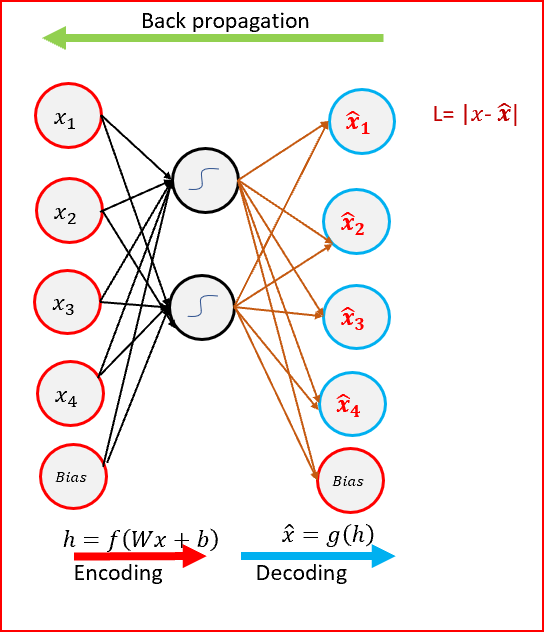 Back propagation
x₁
x₂
x₃
x₄
Bias
x̂₁
x̂₂
x̂₃
x̂₄
Bias
L= |x- x̂|
h = f(Wx + b)
Encoding
x̂ = g(h)
Decoding